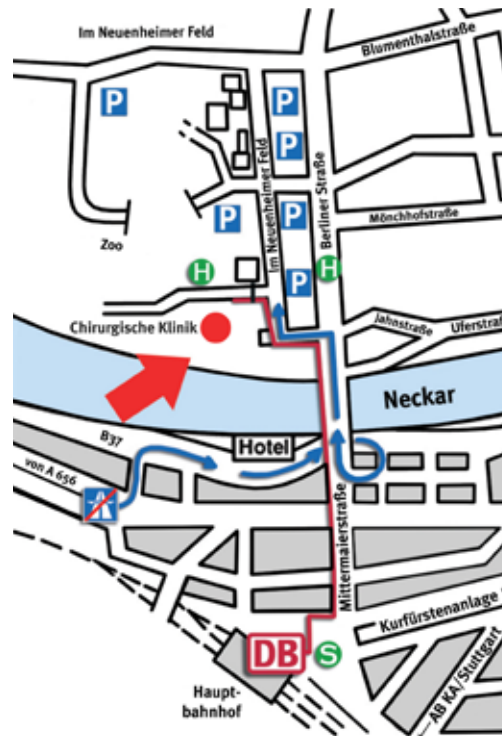 Im Neuenheimer Feld
Blumenthalstraße
P
P
P
Im Neuenheimer Feld
Berliner Straße
P
P
Mönchhofstraße
Zoo
H
H
P
Chirurgische Klinik
Jahnstraße
Uferstraß
Neckar
B37
Hotel
von A 656
Mittermaierstraße
Kurfürstenanlage
DB
S
AB KA/Stuttgart
Haupt-
bahnhof